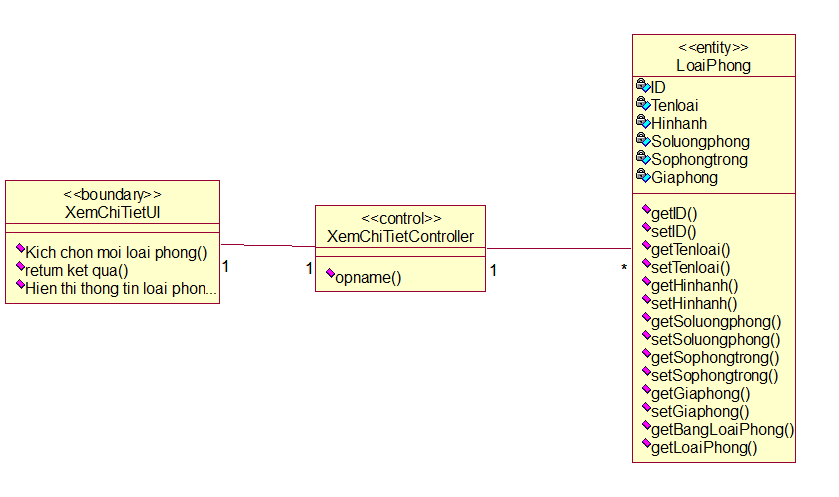 <<boundary>>
XemChiTietUI
Kich chon moi loai phong()
return ket qua()
Hien thi thong tin loai phon...
1
1
<<control>>
XemChiTietController
opname()
1
*
<<entity>>
LoaiPhong
ID
Tenloai
Hinhanh
Soluongphong
Sophongtrong
Giaphong
getID()
setID()
getTenloai()
setTenloai()
getHinhanh()
setHinhanh()
getSoluongphong()
setSoluongphong()
getSophongtrong()
setSophongtrong()
getGiaphong()
setGiaphong()
getBangLoaiPhong()
getLoaiPhong()